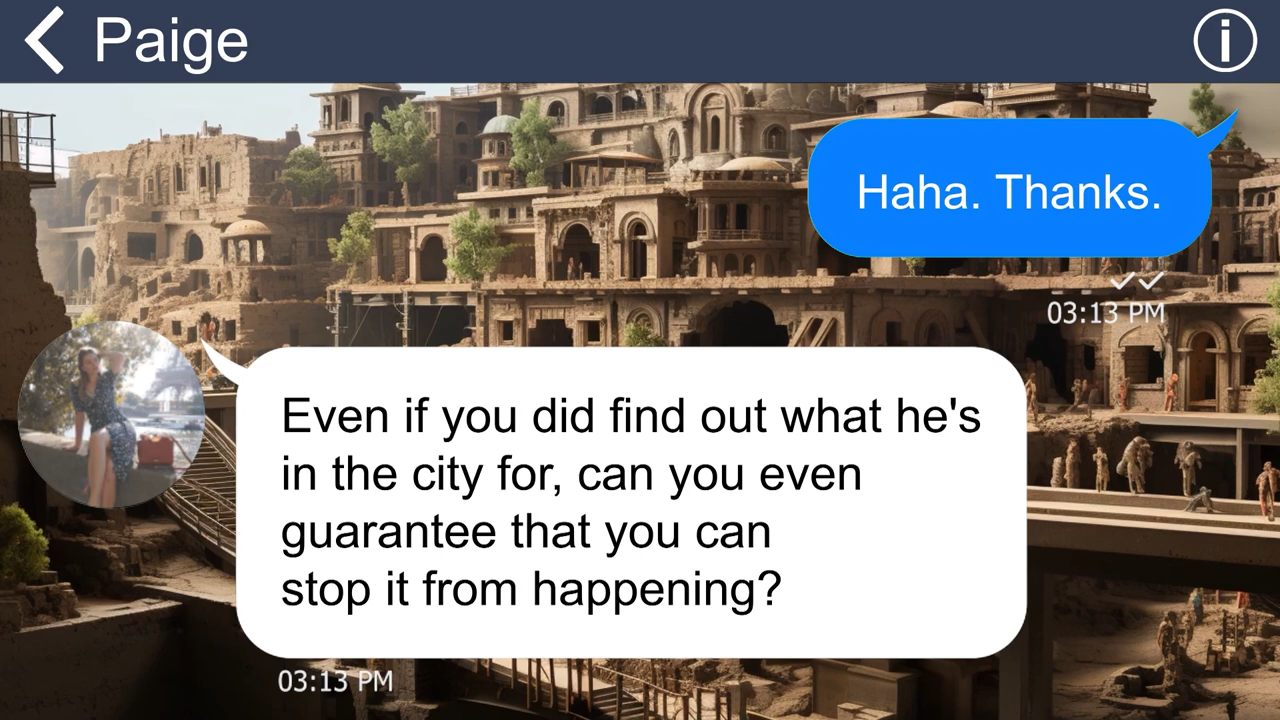 Paige
Haha. Thanks.
03:13 PM
Even if you did find out what he's
in the city for, can you even
guarantee that you can
stop it from happening?
03:13 PM